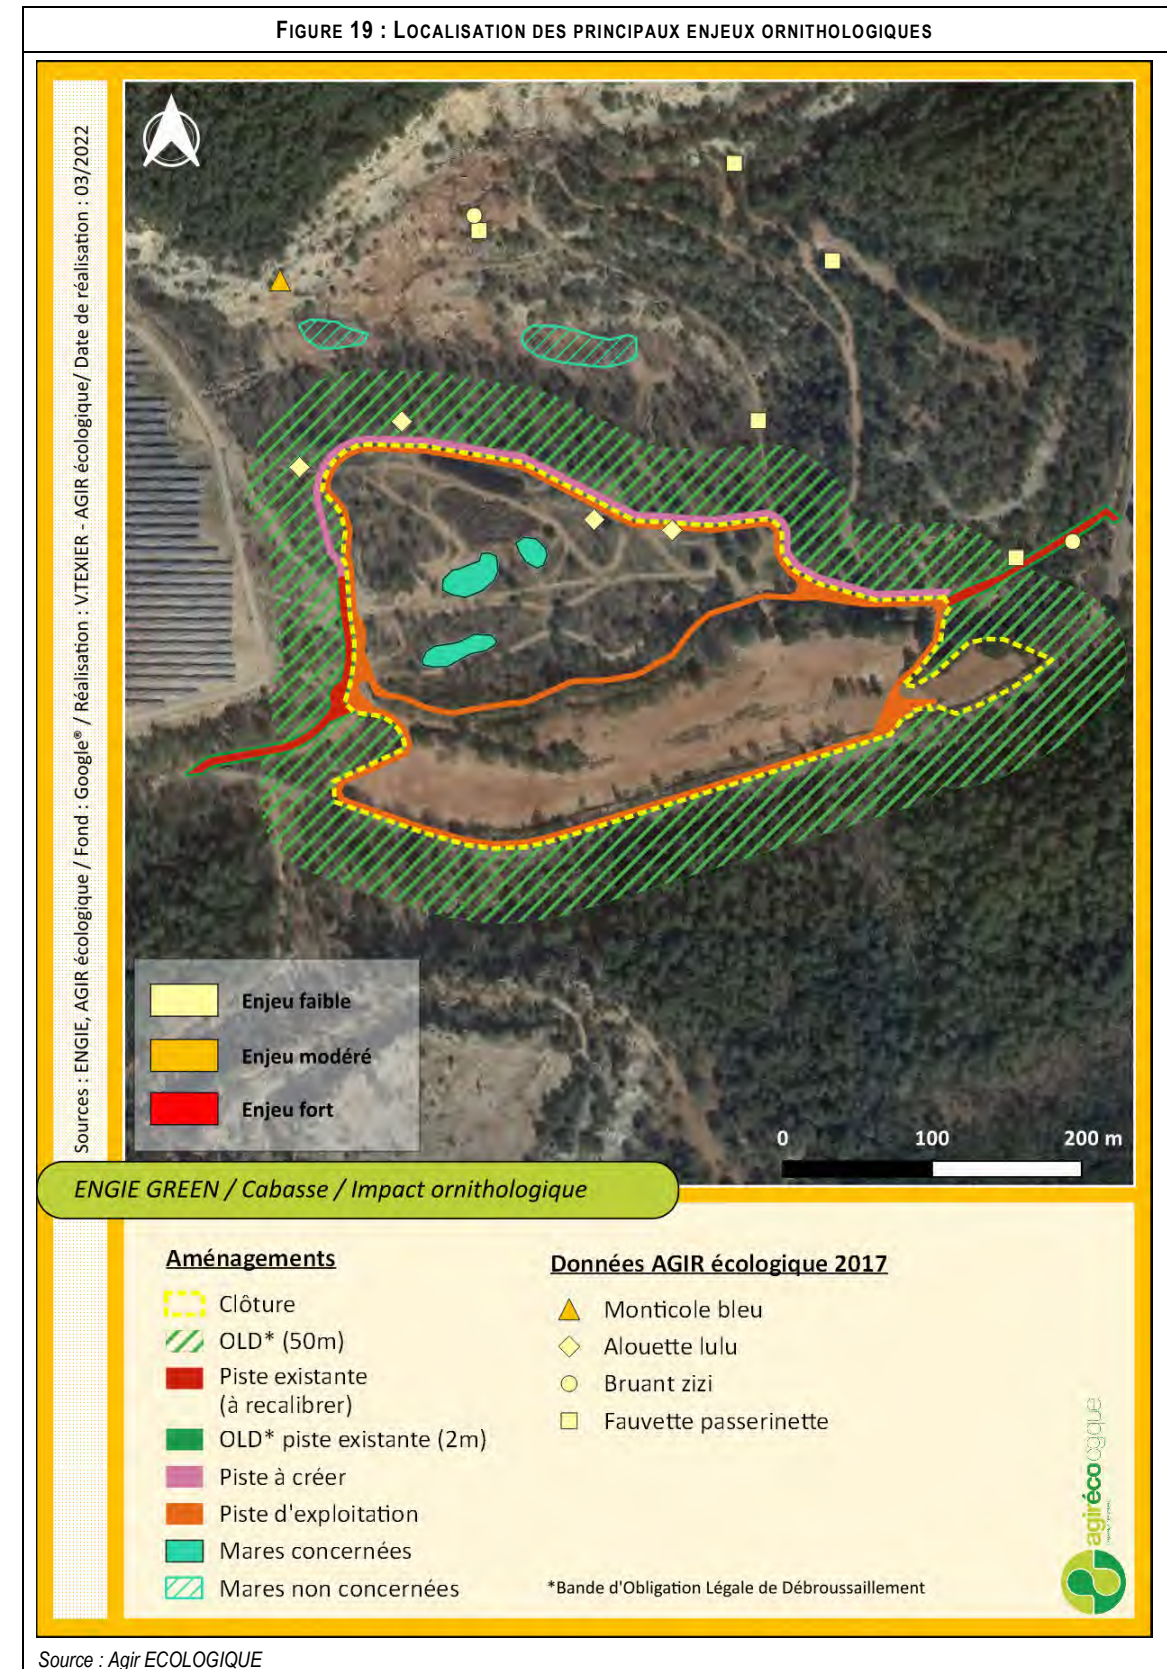 FIGURE 19 : LOCALISATION DES PRINCIPAUX ENJEUX ORNITHOLOGIQUES
Sources : ENGIE, AGIR écologique / Fond : Google® / Réalisation : V.TEXIER - AGIR écologique/ Date de réalisation : 03/2022
Enjeu faible
Enjeu modéré
Enjeu fort
0 100 200 m
ENGIE GREEN / Cabasse / Impact ornithologique
Aménagements
Clôture
OLD* (50m)
Piste existante
(à recalibrer)
OLD* piste existante (2m)
Piste à créer
Piste d'exploitation
Mares concernées
Mares non concernées
Données AGIR écologique 2017
Monticole bleu
Alouette lulu
Bruant zizi
Fauvette passerinette
*Bande d'Obligation Légale de Débroussaillement
Source : Agir ECOLOGIQUE